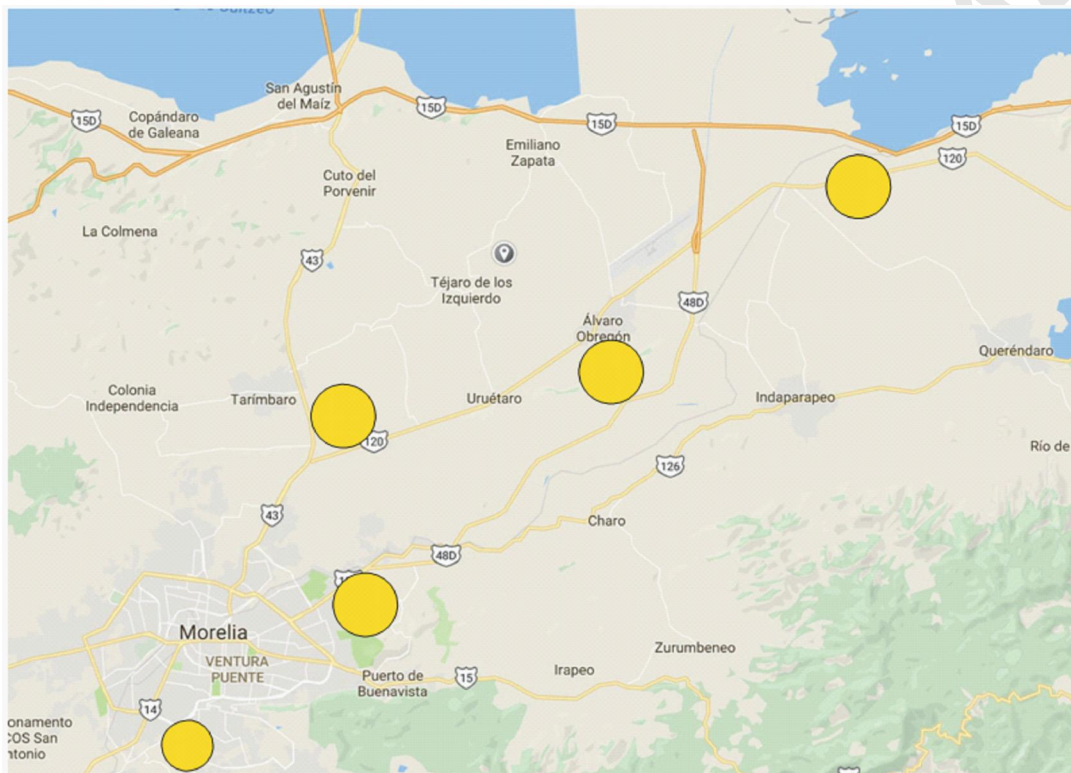 San Agustín
del Maíz
15D
Copándaro
de Galeana
15D
15D
15D
Emiliano
Zapata
120
Cuto del
Porvenir
La Colmena
43
Téjaro de los
Izquierdo
48D
Álvaro
Obregón
Queréndaro
Colonia
Independencia
Tarímbaro
Uruétaro
Indaparapeo
120
Río de
126
43
Charo
48D
Morelia
VENTURA
PUENTE
Zurumbeneo
Irapeo
Puerto de
Buenavista
15
14
onamento
COS San
ntonio